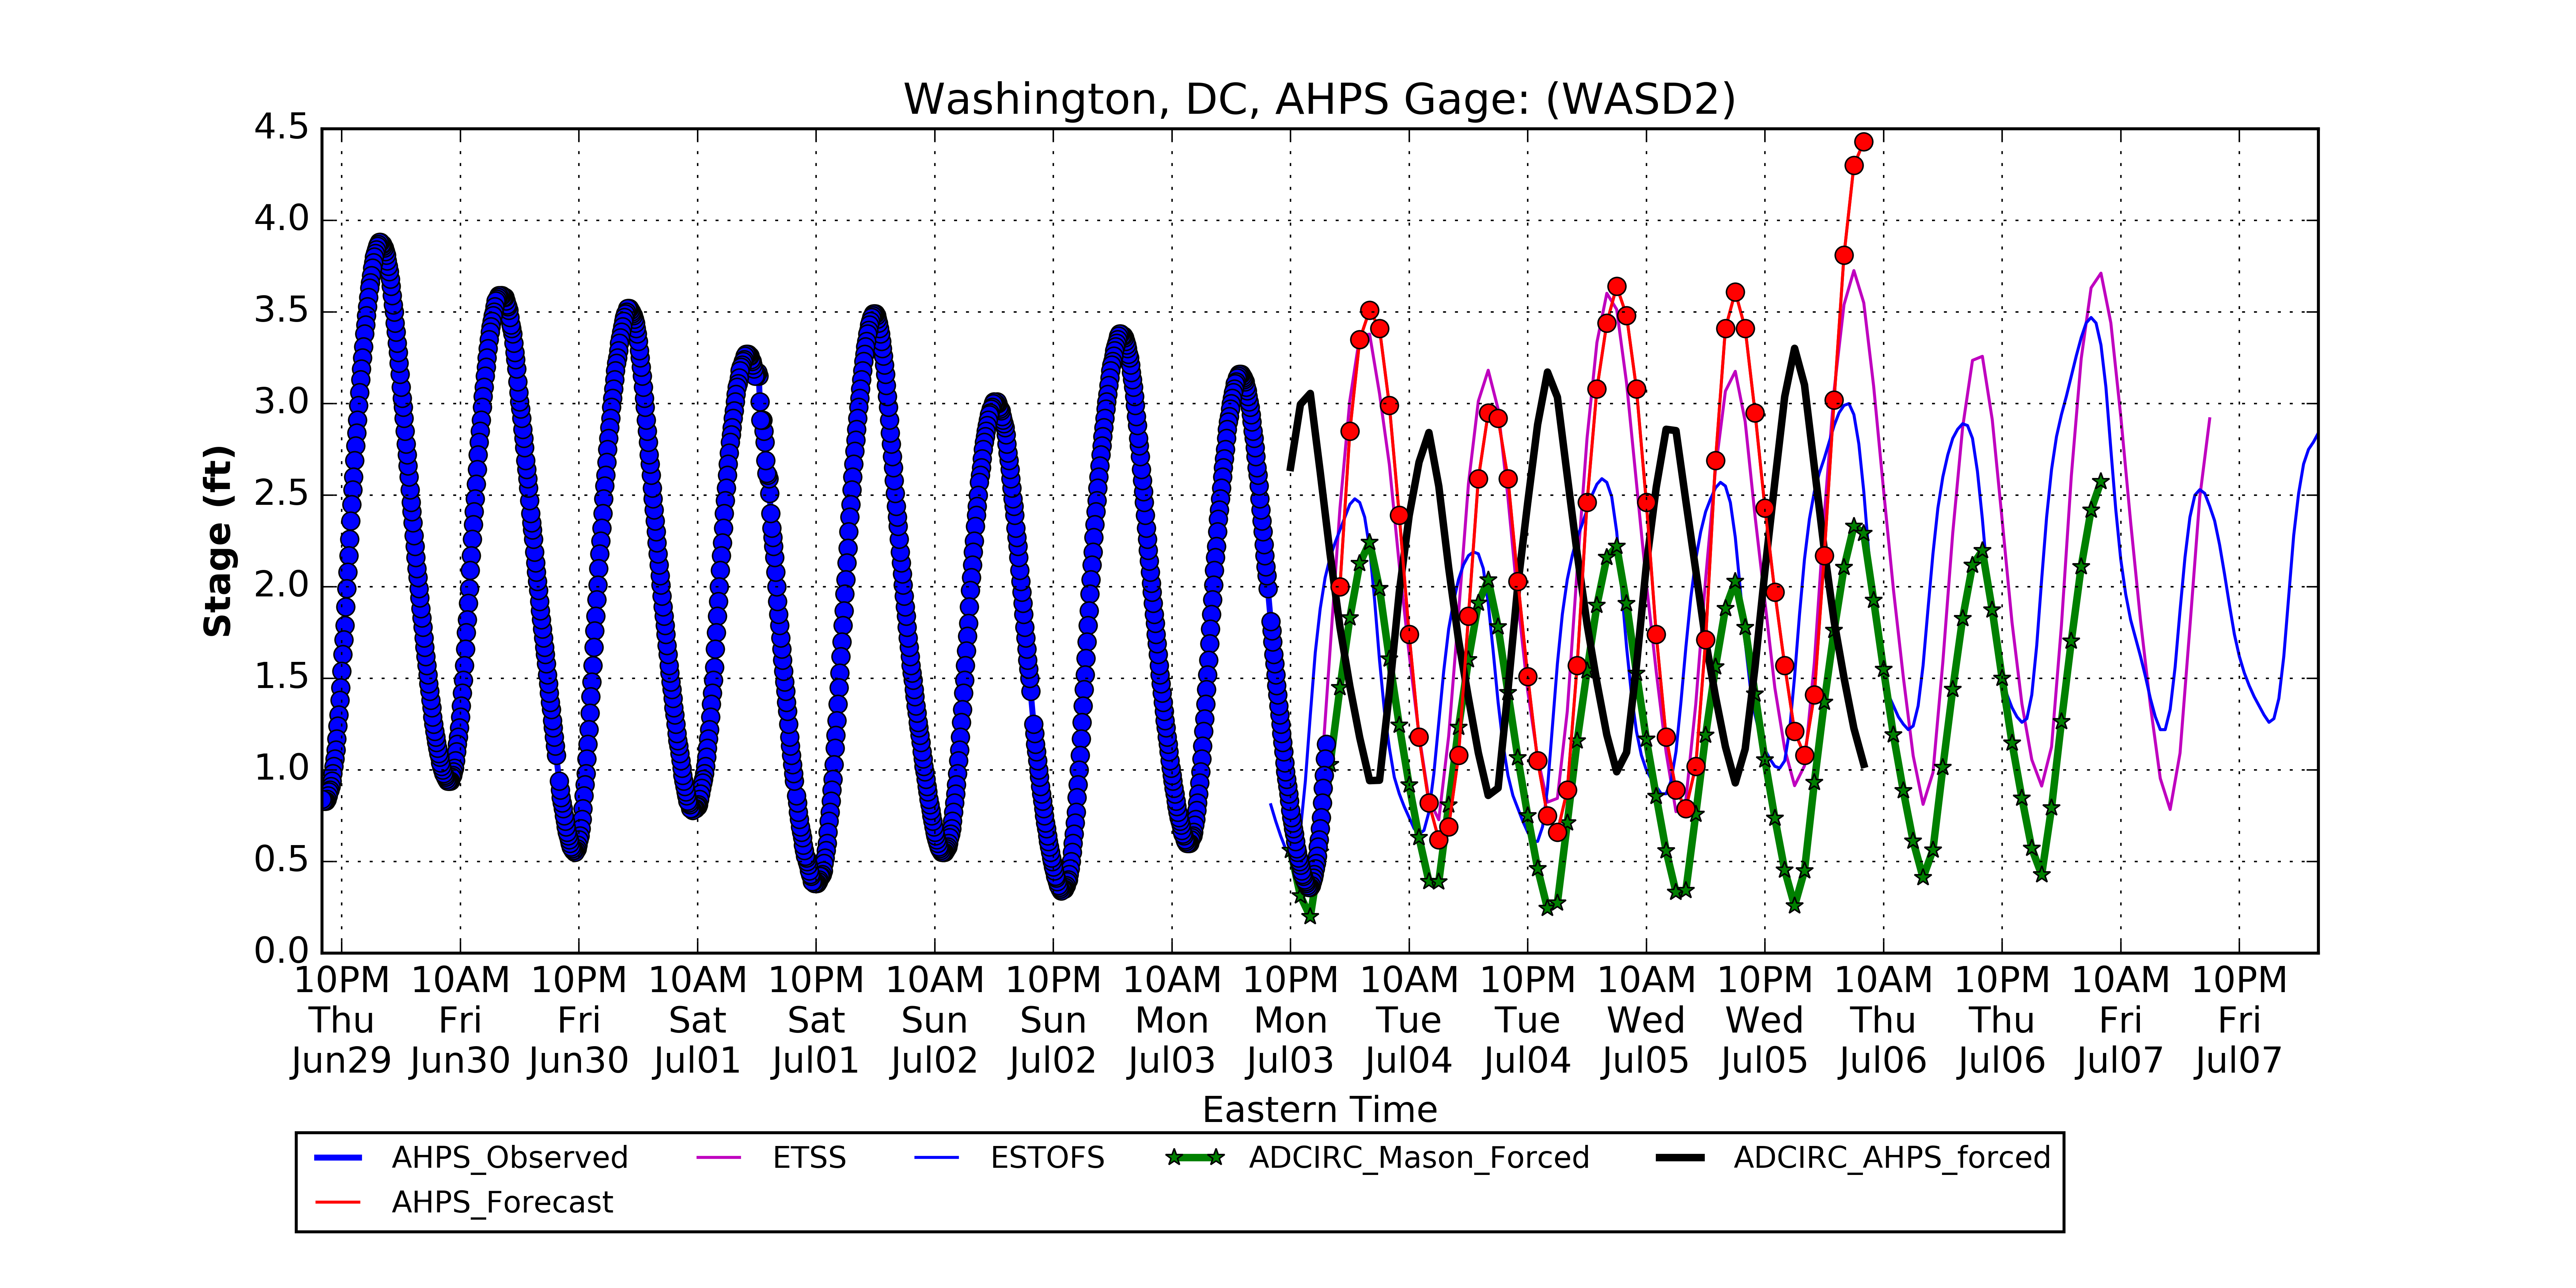 Washington, DC, AHPS Gage: (WASD2)
4.5
4.0
3.5
3.0
2.5
2.0
1.5
1.0
0.5
0.0
Stage (ft)
10PM 10AM 10PM 10AM 10PM 10AM 10PM 10AM 10PM 10AM 10PM 10AM 10PM 10AM 10PM 10AM 10PM
Thu Fri Fri Sat Sat Sun Sun Mon Mon Tue Tue Wed Wed Thu Thu Fri Fri
Jun29 Jun30 Jun30 Jul01 Jul01 Jul02 Jul02 Jul03 Jul03 Jul04 Jul04 Jul05 Jul05 Jul06 Jul06 Jul07 Jul07
Eastern Time
AHPS_Observed ETSS ESTOFS ADCIRC_Mason_Forced ADCIRC_AHPS_forced
AHPS_Forecast